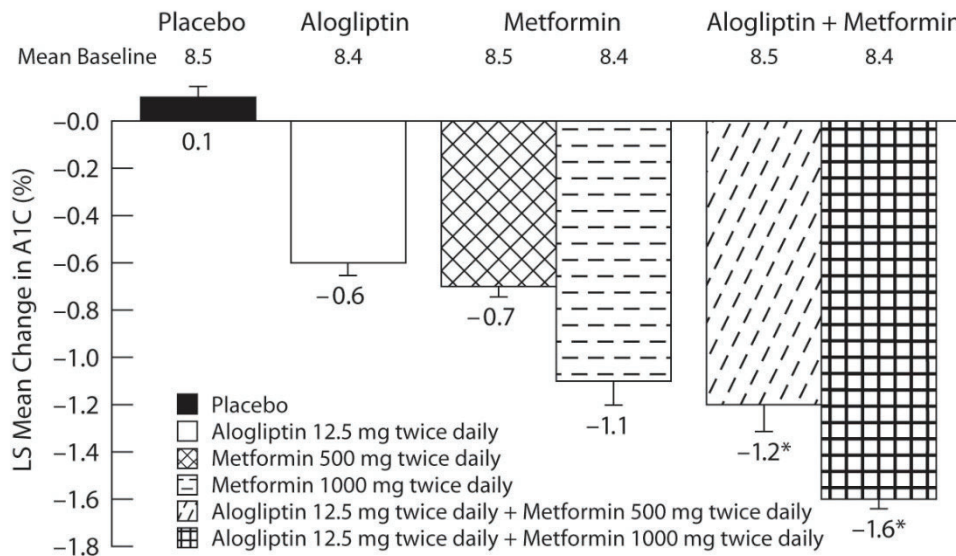 Placebo Alogliptin Metformin Alogliptin + Metformin
Mean Baseline 8.5 8.4 8.5 8.4 8.5 8.4
LS Mean Change in A1C (%)
−0.0
−0.2
−0.4
−0.6
−0.8
−1.0
−1.2
−1.4
−1.6
−1.8
0.1
−0.6
−0.7
−1.1
−1.2*
−1.6*
Placebo
Alogliptin 12.5 mg twice daily
Metformin 500 mg twice daily
Metformin 1000 mg twice daily
Alogliptin 12.5 mg twice daily + Metformin 500 mg twice daily
Alogliptin 12.5 mg twice daily + Metformin 1000 mg twice daily